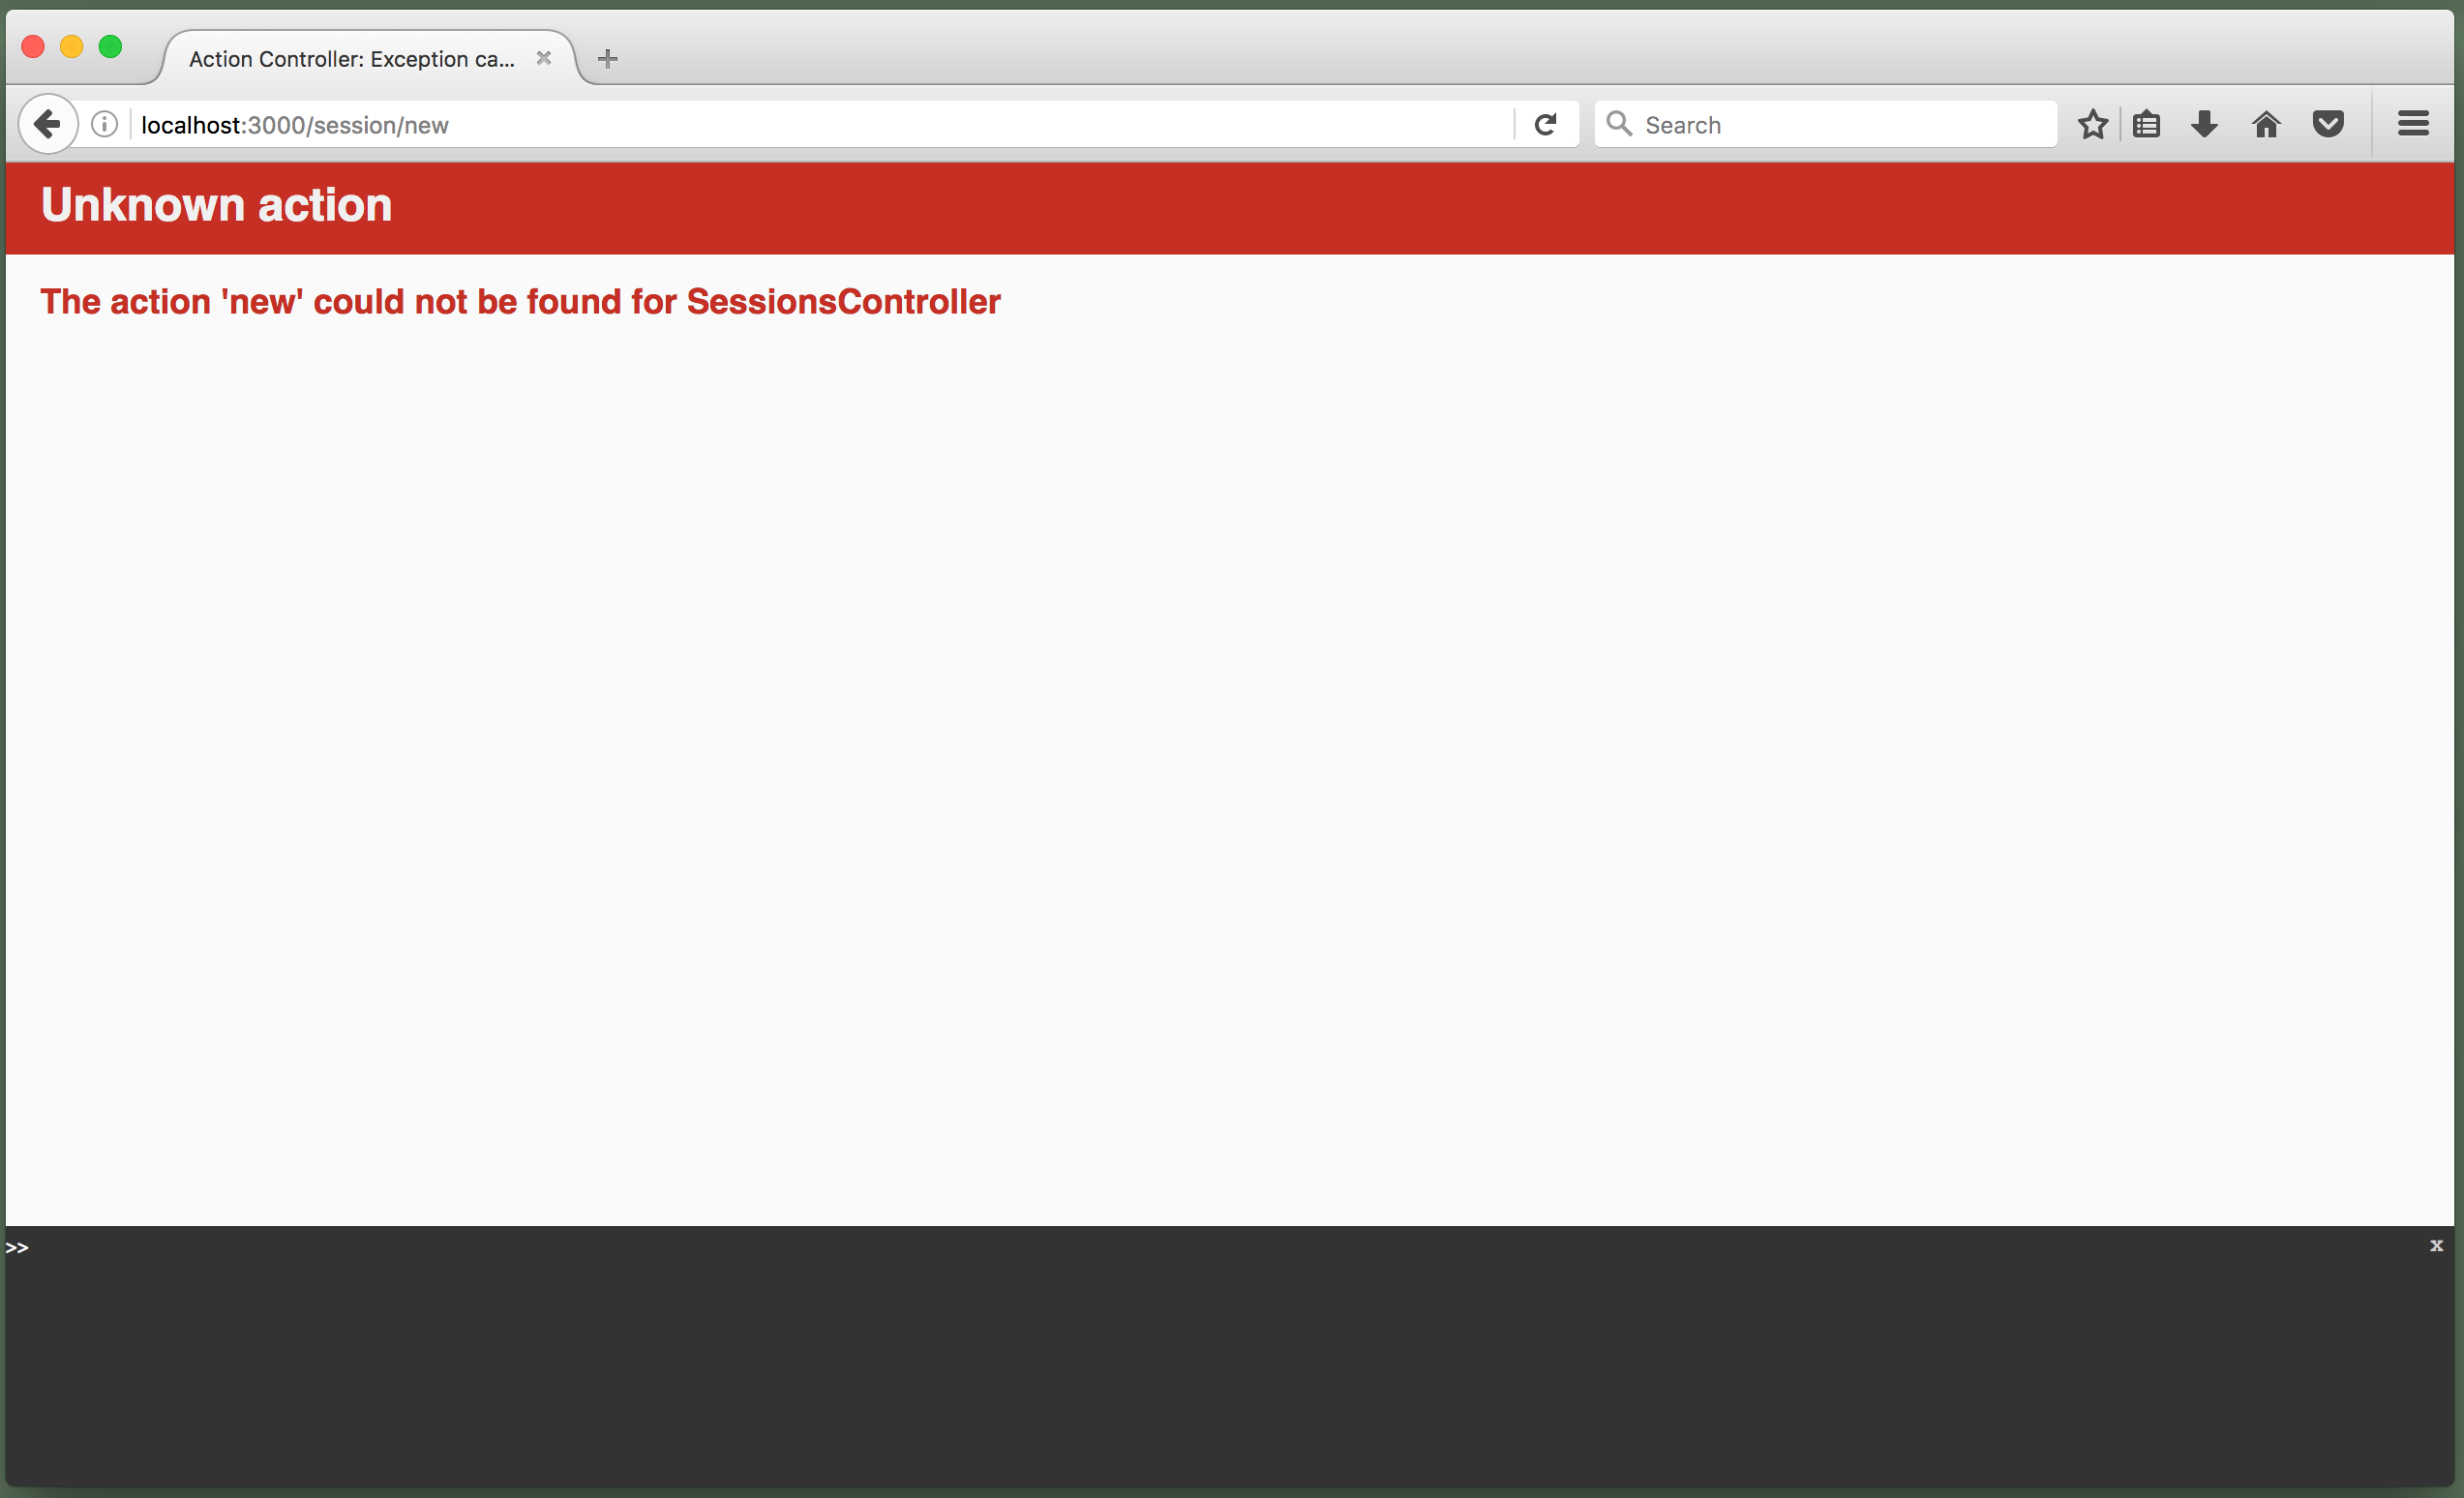 Action Controller: Exception ca...
localhost:3000/session/new
Search
Unknown action
The action 'new' could not be found for SessionsController
>>
x